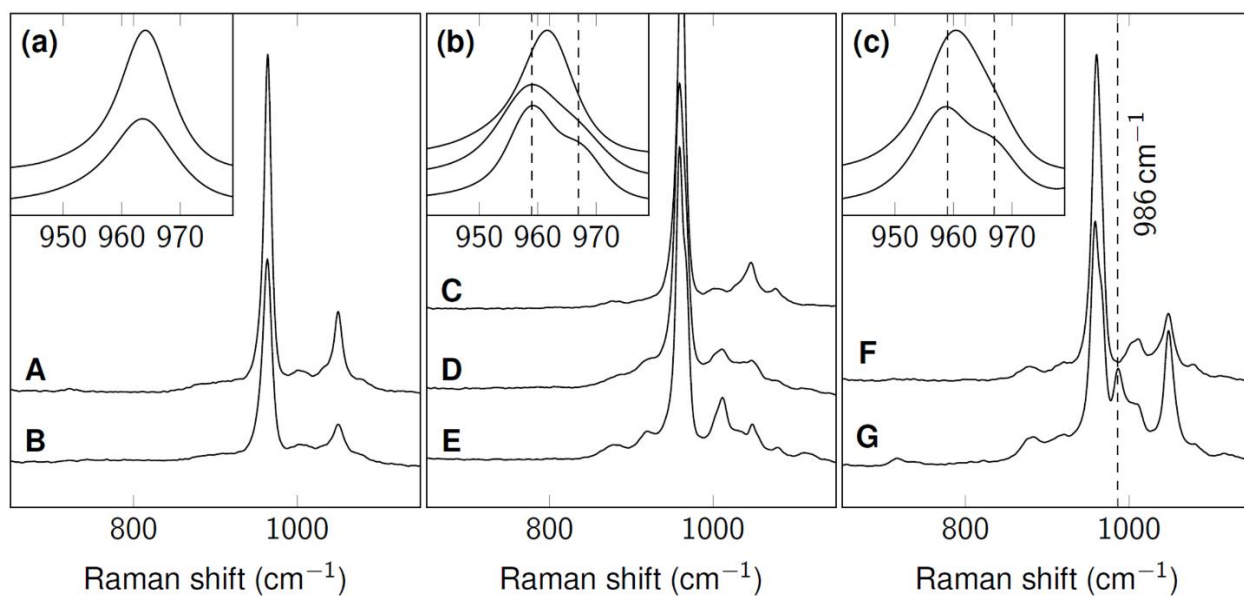 (a)
950 960 970
A
B
800 1000
Raman shift (cm⁻¹)
(b)
950 960 970
C
D
E
1000
Raman shift (cm⁻¹)
(c)
950 960 970
986 cm⁻¹
F
G
800 1000
Raman shift (cm⁻¹)